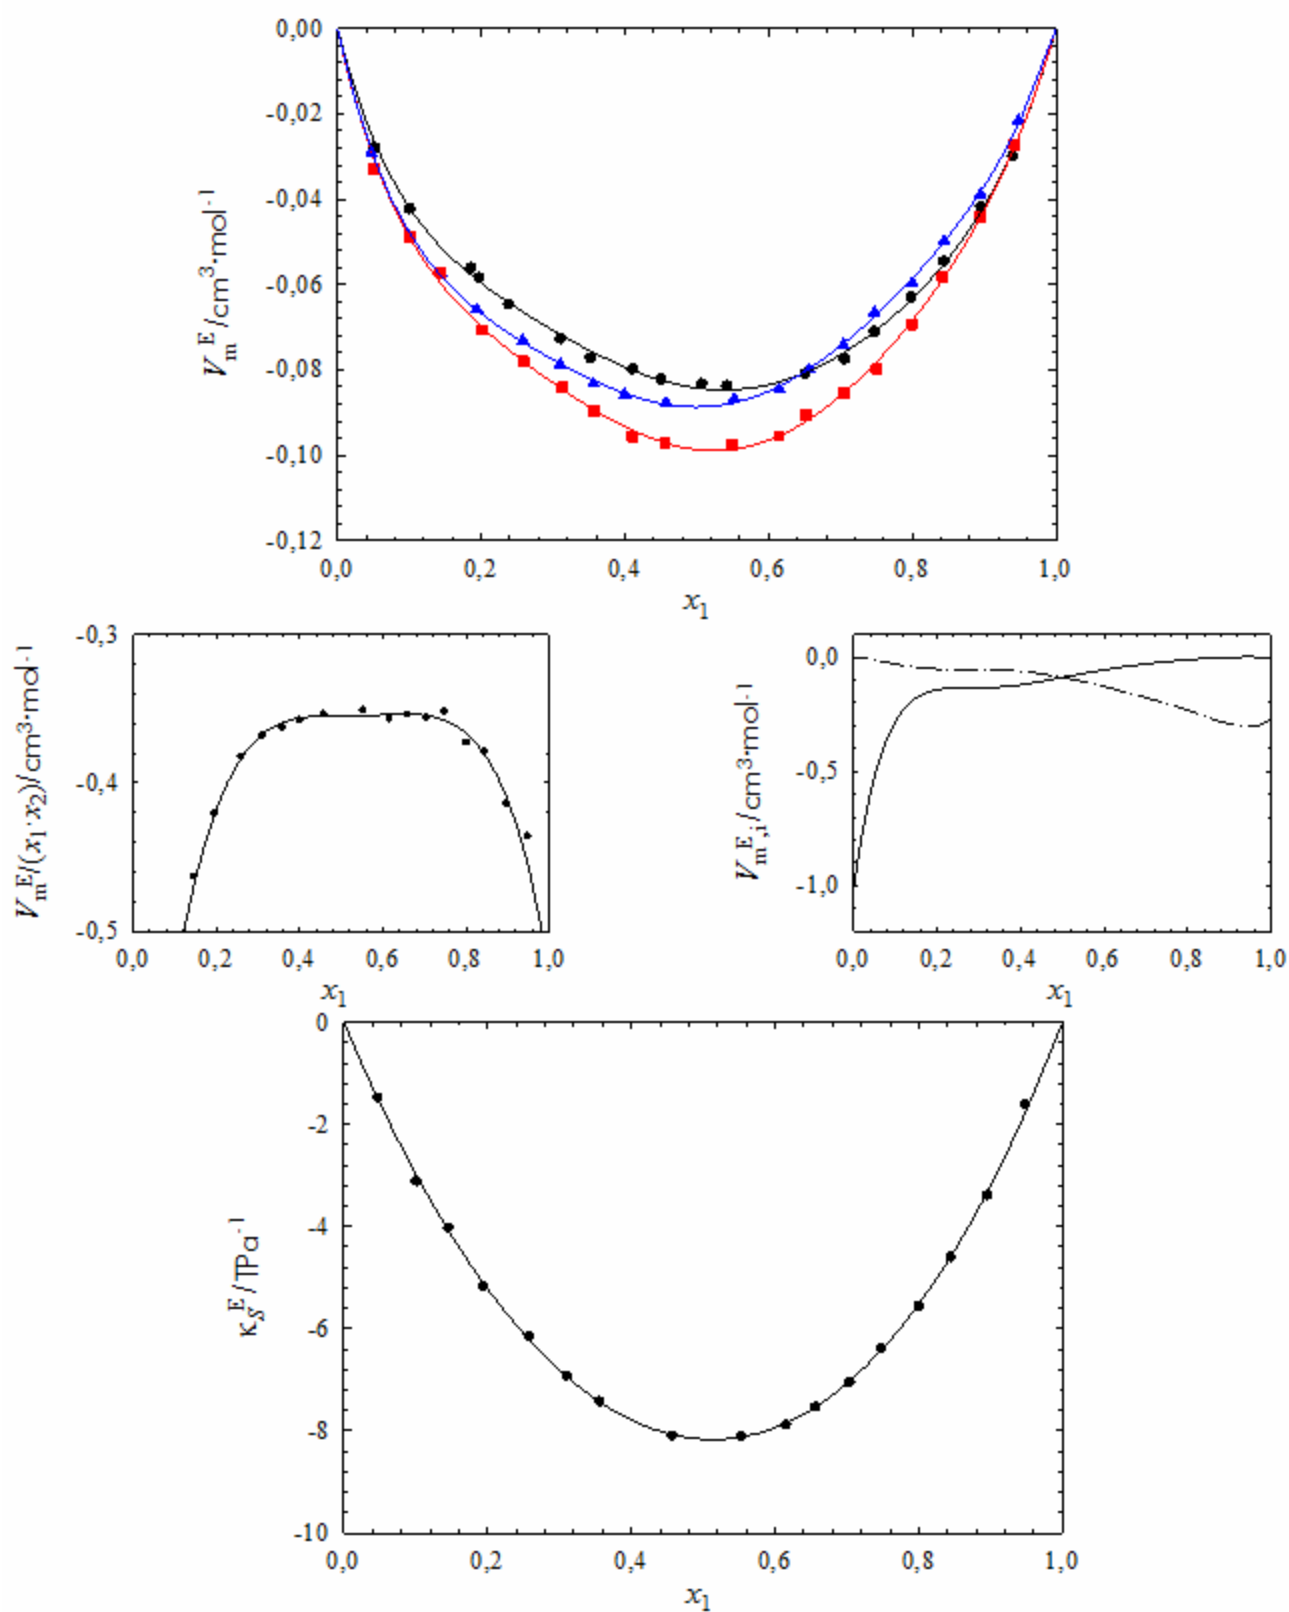 0,00
-0,02
-0,04
-0,06
-0,08
-0,10
-0,12
V_m^E/cm³·mol⁻¹
0,0 0,2 0,4 0,6 0,8 1,0
x₁
-0,3
-0,4
-0,5
V_m^E/(x₁·x₂)/cm³·mol⁻¹
0,0 0,2 0,4 0,6 0,8 1,0
x₁
0,0
-0,5
-1,0
V_m^E,i/cm³·mol⁻¹
0,0 0,2 0,4 0,6 0,8 1,0
x₁
0
-2
-4
-6
-8
-10
κ_S^E/TPa⁻¹
0,0 0,2 0,4 0,6 0,8 1,0
x₁